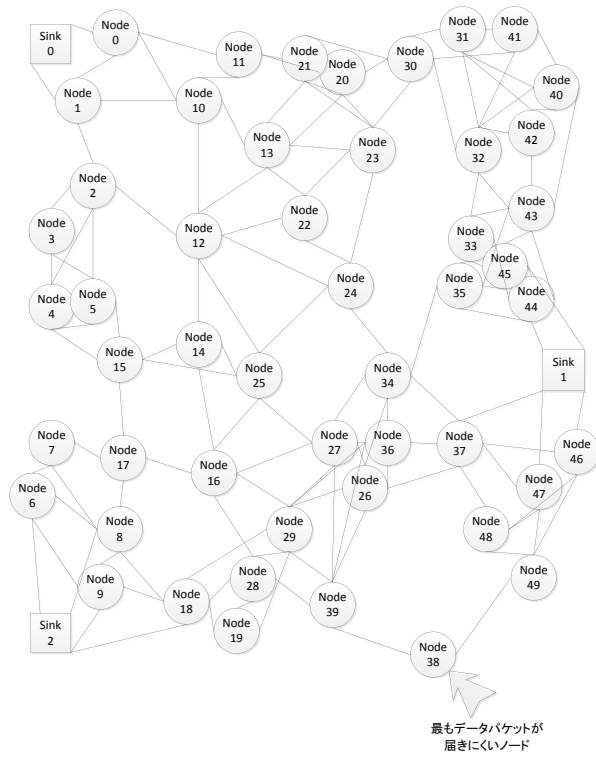 Sink
0
Node
0
Node
11
Node
21
Node
20
Node
30
Node
31
Node
41
Node
1
Node
10
Node
40
Node
13
Node
23
Node
32
Node
42
Node
2
Node
3
Node
12
Node
22
Node
43
Node
33
Node
45
Node
4
Node
5
Node
24
Node
35
Node
44
Node
15
Node
14
Node
25
Node
34
Sink
1
Node
7
Node
17
Node
16
Node
27
Node
36
Node
37
Node
46
Node
6
Node
8
Node
26
Node
47
Node
29
Node
48
Node
9
Node
18
Node
28
Node
39
Node
49
Sink
2
Node
19
Node
38
最もデータパケットが
届きにくいノード